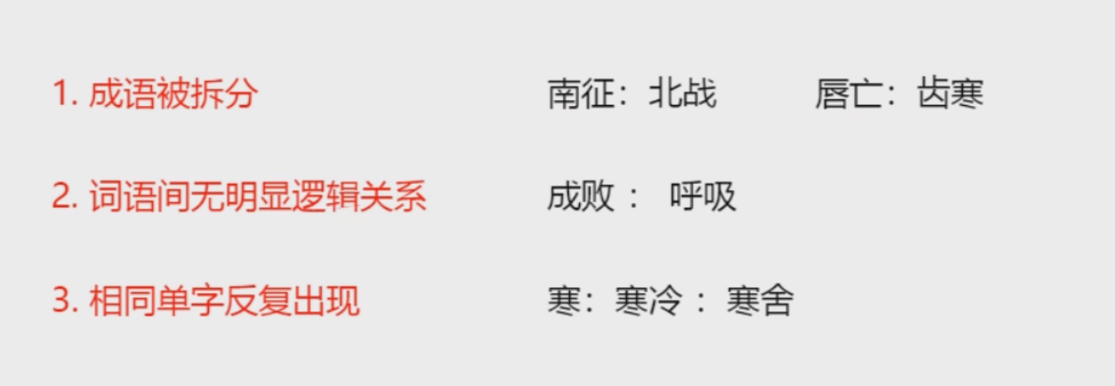 1. 成语被拆分 南征：北战 唇亡：齿寒
2. 词语间无明显逻辑关系 成败 ： 呼吸
3. 相同单字反复出现 寒：寒冷 ：寒舍